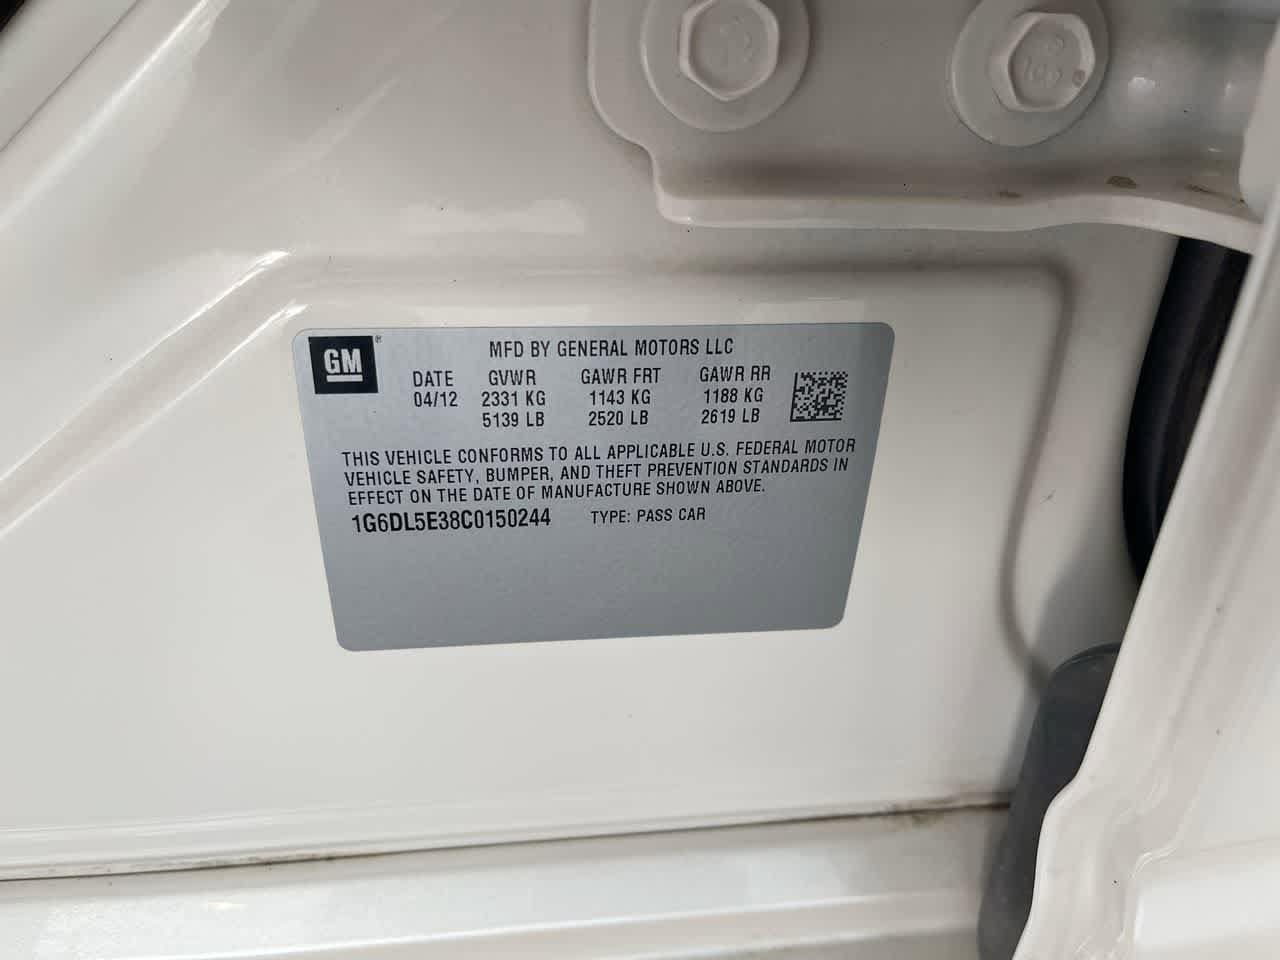 GM®
MFD BY GENERAL MOTORS LLC
DATE GVWR GAWR FRT GAWR RR
04/12 2331 KG 1143 KG 1188 KG
5139 LB 2520 LB 2619 LB
THIS VEHICLE CONFORMS TO ALL APPLICABLE U.S. FEDERAL MOTOR
VEHICLE SAFETY, BUMPER, AND THEFT PREVENTION STANDARDS IN
EFFECT ON THE DATE OF MANUFACTURE SHOWN ABOVE.
1G6DL5E38C0150244 TYPE: PASS CAR